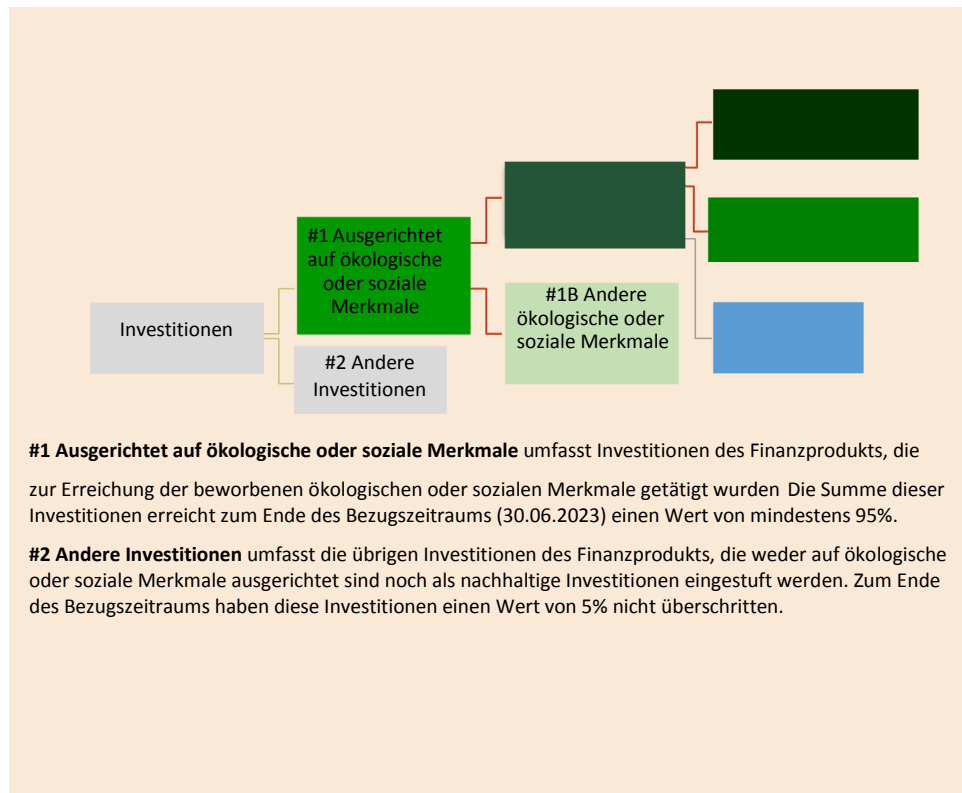 #1 Ausgerichtet
auf ökologische
oder soziale
Merkmale
#1B Andere
ökologische oder
soziale Merkmale
Investitionen
#2 Andere
Investitionen
#1 Ausgerichtet auf ökologische oder soziale Merkmale umfasst Investitionen des Finanzprodukts, die
zur Erreichung der beworbenen ökologischen oder sozialen Merkmale getätigt wurden Die Summe dieser
Investitionen erreicht zum Ende des Bezugszeitraums (30.06.2023) einen Wert von mindestens 95%.
#2 Andere Investitionen umfasst die übrigen Investitionen des Finanzprodukts, die weder auf ökologische
oder soziale Merkmale ausgerichtet sind noch als nachhaltige Investitionen eingestuft werden. Zum Ende
des Bezugszeitraums haben diese Investitionen einen Wert von 5% nicht überschritten.